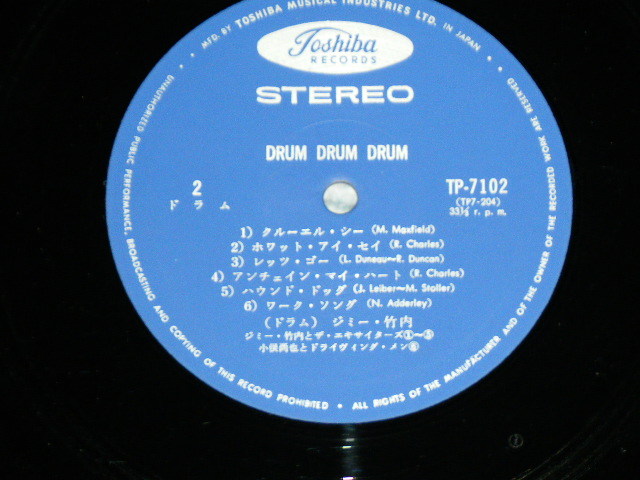 MFD. BY TOSHIBA MUSICAL INDUSTRIES LTD. IN JAPAN
Toshiba
RECORDS
STEREO
DRUM DRUM DRUM
2
ドラム
TP-7102
(TP7-204)
33⅓ r. p. m.
1) クルーエル・シー (M. Maxfield)
2) ホワット・アイ・セイ (R. Charles)
3) レッツ・ゴー (L. Duneau〜R. Duncan)
4) アンチェイン・マイ・ハート (R. Charles)
5) ハウンド・ドッグ (J. Leiber〜M. Stoller)
6) ワーク・ソング (N. Adderley)
(ドラム) ジミー・竹内
ジミー・竹内とザ・エキサイターズ①〜⑤
小俣尚也とドライヴィング・メン⑥
UNAUTHORIZED PUBLIC PERFORMANCE, BROADCASTING AND COPYING OF THIS RECORD PROHIBITED • ALL RIGHTS OF THE MANUFACTURER AND OF THE OWNER OF THE RECORDED WORK ARE RESERVED